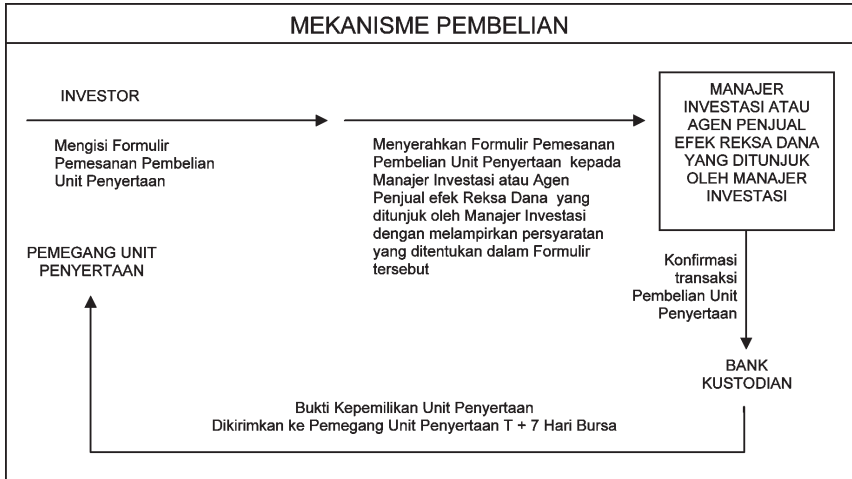 MEKANISME PEMBELIAN
INVESTOR
Mengisi Formulir
Pemesanan Pembelian
Unit Penyertaan
Menyerahkan Formulir Pemesanan
Pembelian Unit Penyertaan kepada
Manajer Investasi atau Agen
Penjual efek Reksa Dana yang
ditunjuk oleh Manajer Investasi
dengan melampirkan persyaratan
yang ditentukan dalam Formulir
tersebut
MANAJER
INVESTASI ATAU
AGEN PENJUAL
EFEK REKSA DANA
YANG DITUNJUK
OLEH MANAJER
INVESTASI
Konfirmasi
transaksi
Pembelian Unit
Penyertaan
BANK
KUSTODIAN
Bukti Kepemilikan Unit Penyertaan
Dikirimkan ke Pemegang Unit Penyertaan T + 7 Hari Bursa
PEMEGANG UNIT
PENYERTAAN